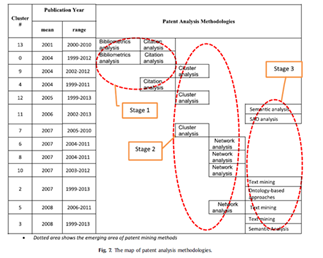 Cluster # Publication Year Patent Analysis Methodologies
mean range
13 2001 2000-2010 Bibliometrics analysis Citation analysis
0 2004 1999-2012 Bibliometrics analysis Citation analysis
9 2004 2002-2012 Cluster analysis
4 2004 1999-2011 Citation analysis
12 2005 1999-2013 Cluster analysis
11 2006 2002-2013 Semantic analysis
SAO analysis
7 2007 2005-2010 Cluster analysis
6 2007 2004-2011 Network analysis
8 2007 2004-2011 Network analysis
10 2007 2003-2012 Network analysis
2 2007 1999-2013 Text mining
Ontology-based approaches
5 2008 2006-2011 Network analysis Text mining
3 2008 1999-2013 Text mining
Semantic Analysis
Stage 1
Stage 2
Stage 3
• Dotted area shows the emerging area of patent mining methods
Fig. 7. The map of patent analysis methodologies.